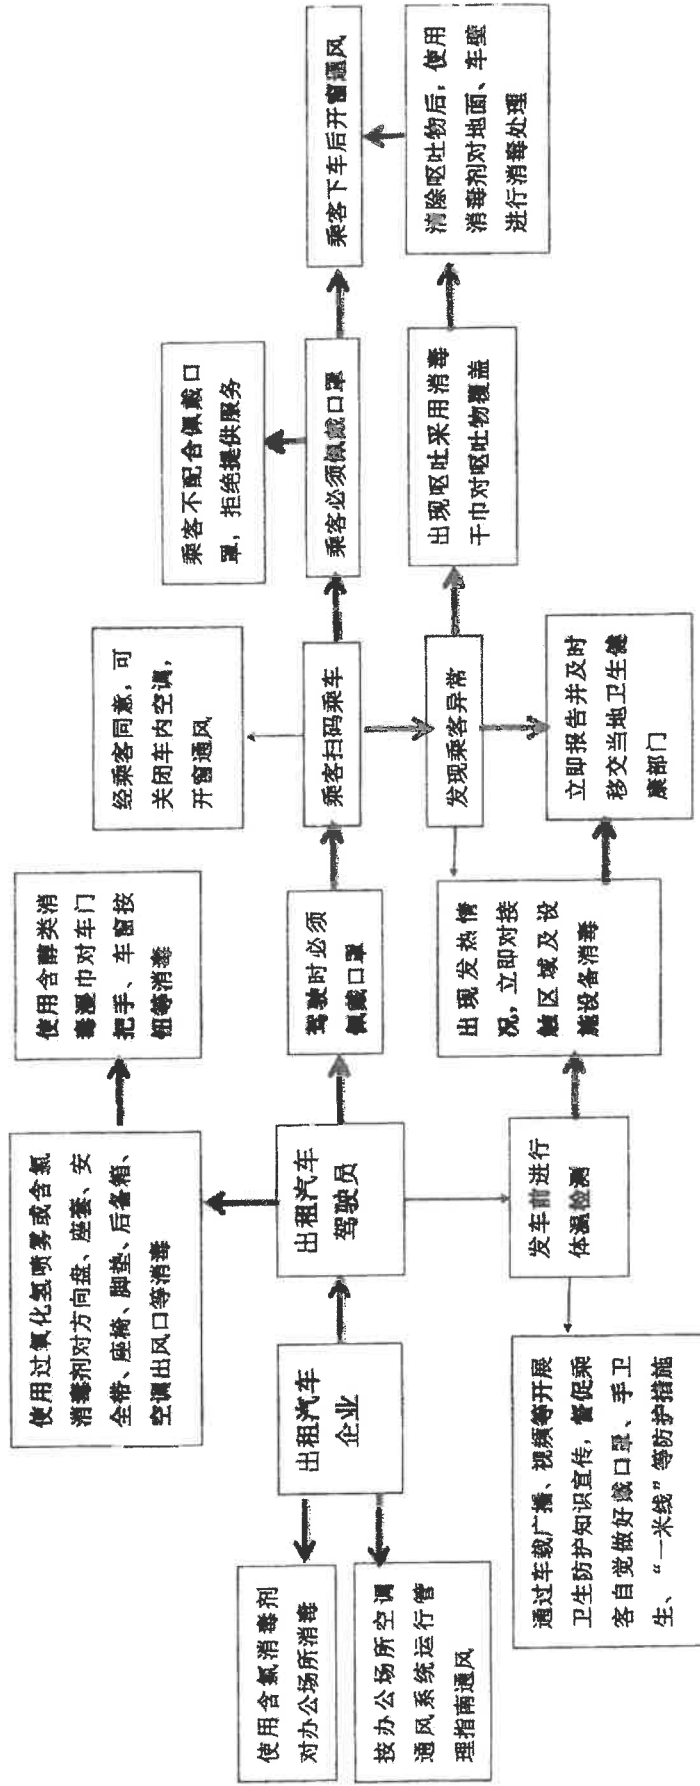 使用含氯消毒剂
对办公场所消毒
按办公场所空调
通风系统运行管
理指南通风
出租汽车
企业
出租汽车
驾驶员
使用过氧化氢喷雾或含氯
消毒剂对方向盘、座套、安
全带、座椅、脚垫、后备箱、
空调出风口等消毒
使用含醇类消
毒湿巾对车门
把手、车窗按
钮等消毒
发车前进行
体温检测
通过车载广播、视频等开展
卫生防护知识宣传，督促乘
客自觉做好戴口罩、手卫
生、“一米线”等防护措施
驾驶时必须
佩戴口罩
出现发热情
况，立即对接
触区域及设
施设备消毒
经乘客同意，可
关闭车内空调，
开窗通风
乘客扫码乘车
发现乘客异常
立即报告并及时
移交当地卫生健
康部门
乘客不配合佩戴口
罩，拒绝提供服务
乘客必须佩戴口罩
出现呕吐采用消毒
干巾对呕吐物覆盖
乘客下车后开窗通风
清除呕吐物后，使用
消毒剂对地面、车壁
进行消毒处理